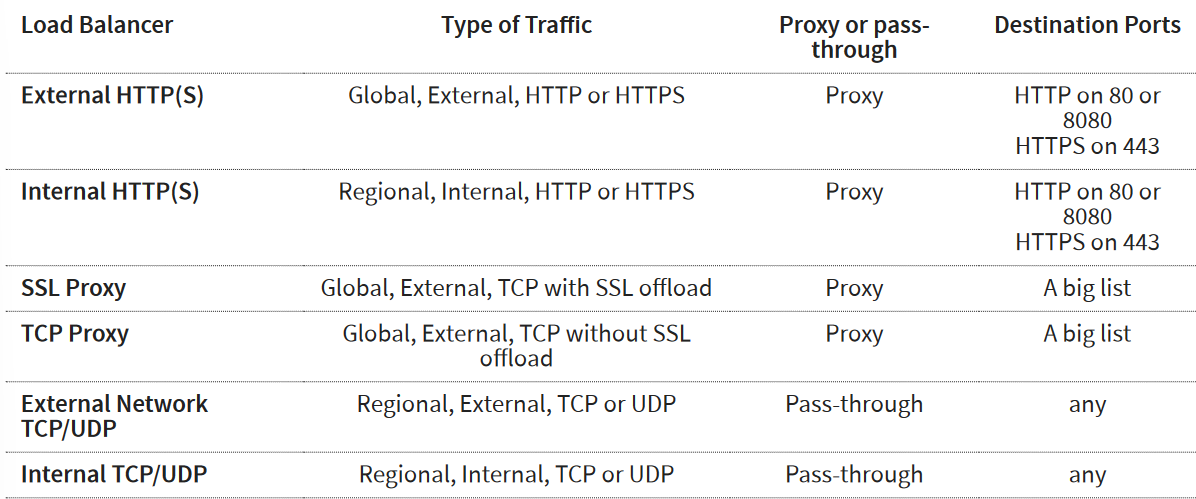 Load Balancer Type of Traffic Proxy or pass-through Destination Ports
External HTTP(S) Global, External, HTTP or HTTPS Proxy HTTP on 80 or
8080
HTTPS on 443
Internal HTTP(S) Regional, Internal, HTTP or HTTPS Proxy HTTP on 80 or
8080
HTTPS on 443
SSL Proxy Global, External, TCP with SSL offload Proxy A big list
TCP Proxy Global, External, TCP without SSL
offload Proxy A big list
External Network
TCP/UDP Regional, External, TCP or UDP Pass-through any
Internal TCP/UDP Regional, Internal, TCP or UDP Pass-through any